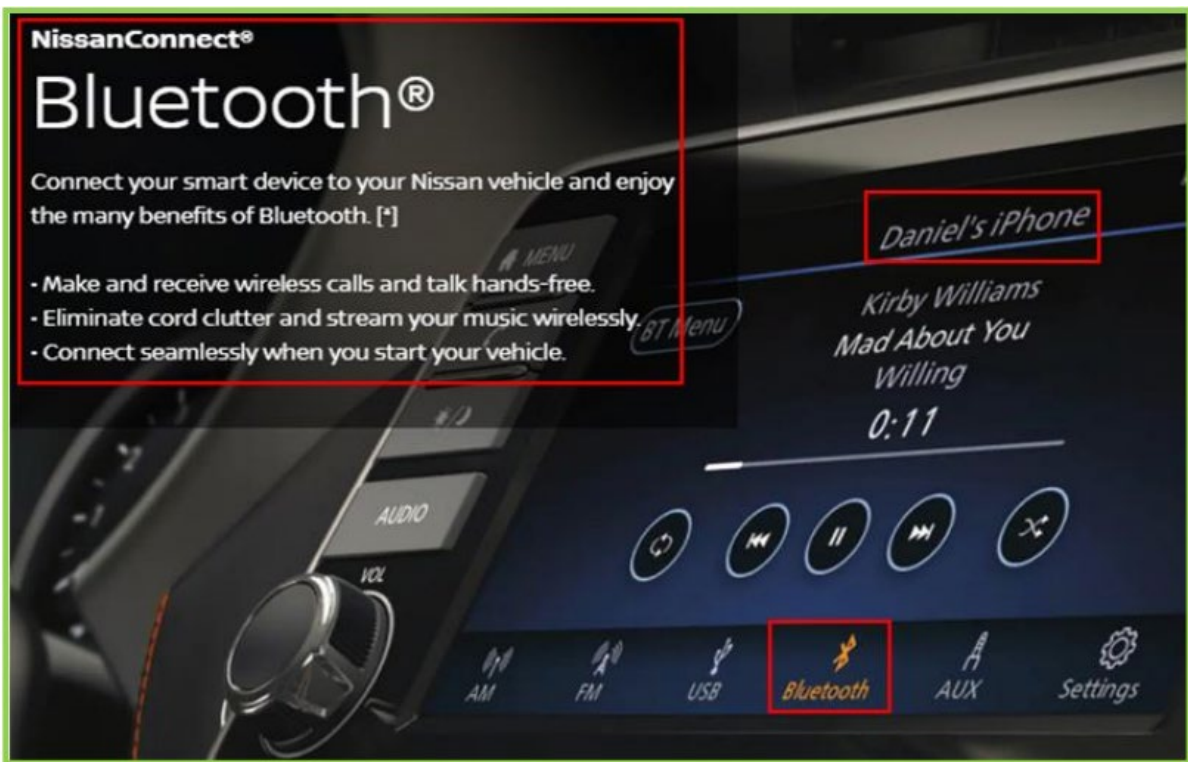 NissanConnect®
Bluetooth®
Connect your smart device to your Nissan vehicle and enjoy
the many benefits of Bluetooth. [*]
• Make and receive wireless calls and talk hands-free.
• Eliminate cord clutter and stream your music wirelessly.
• Connect seamlessly when you start your vehicle.
MENU
AUDIO
VOL
Daniel's iPhone
BT Menu
Kirby Williams
Mad About You
Willing
0:11
AM
FM
USB
Bluetooth
AUX
Settings